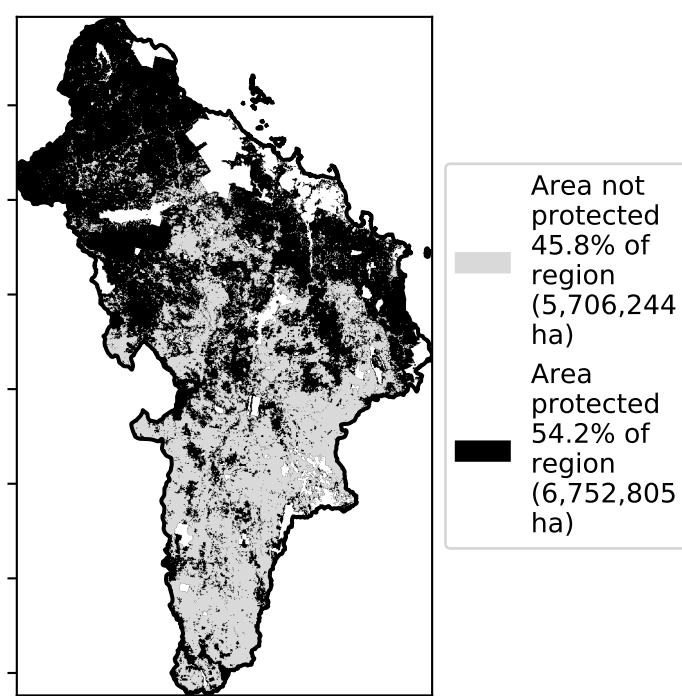 Area not
protected
45.8% of
region
(5,706,244
ha)
Area
protected
54.2% of
region
(6,752,805
ha)